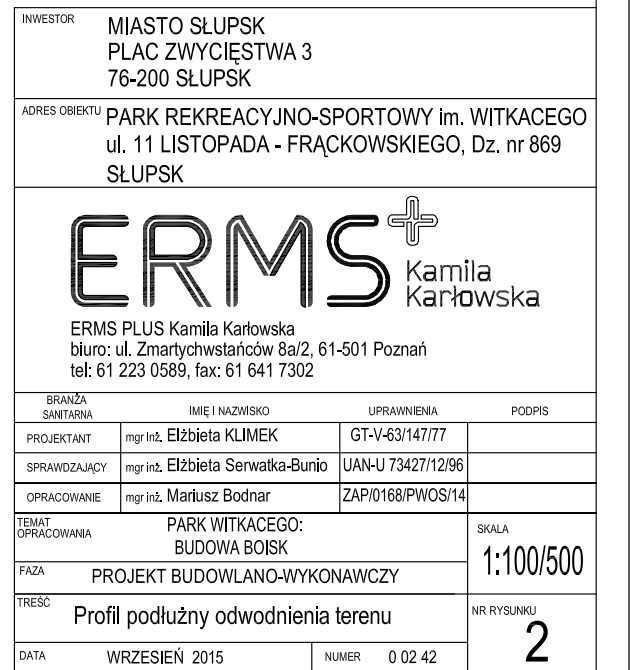 INWESTOR
MIASTO SŁUPSK
PLAC ZWYCIĘSTWA 3
76-200 SŁUPSK
ADRES OBIEKTU
PARK REKREACYJNO-SPORTOWY im. WITKACEGO
ul. 11 LISTOPADA - FRĄCKOWSKIEGO, Dz. nr 869
SŁUPSK
ERMS+
Kamila
Karłowska
ERMS PLUS Kamila Karłowska
biuro: ul. Zmartychwstańców 8a/2, 61-501 Poznań
tel: 61 223 0589, fax: 61 641 7302
BRANŻA
SANITARNA
IMIĘ I NAZWISKO
UPRAWNIENIA
PODPIS
PROJEKTANT
mgr inż. Elżbieta KLIMEK
GT-V-63/147/77
SPRAWDZAJĄCY
mgr inż. Elżbieta Serwatka-Bunio
UAN-U 73427/12/96
OPRACOWANIE
mgr inż. Mariusz Bodnar
ZAP/0168/PWOS/14
TEMAT
OPRACOWANIA
PARK WITKACEGO:
BUDOWA BOISK
SKALA
1:100/500
FAZA
PROJEKT BUDOWLANO-WYKONAWCZY
TREŚĆ
Profil podłużny odwodnienia terenu
NR RYSUNKU
2
DATA
WRZESIEŃ 2015
NUMER
0 02 42